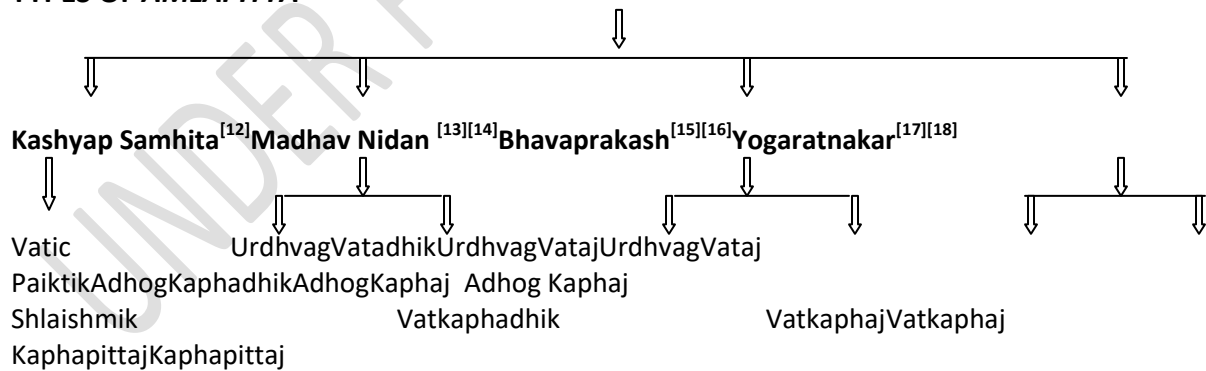 TYPES OF AMLAPITTA
Kashyap Samhita[12]Madhav Nidan [13][14]Bhavaprakash[15][16]Yogaratnakar[17][18]
Vatic UrdhvagVatadhikUrdhvagVatajUrdhvagVataj
PaiktikAdhogKaphadhikAdhogKaphaj Adhog Kaphaj
Shlaishmik Vatkaphadhik VatkaphajVatkaphaj
KaphapittajKaphapittaj
UNDER